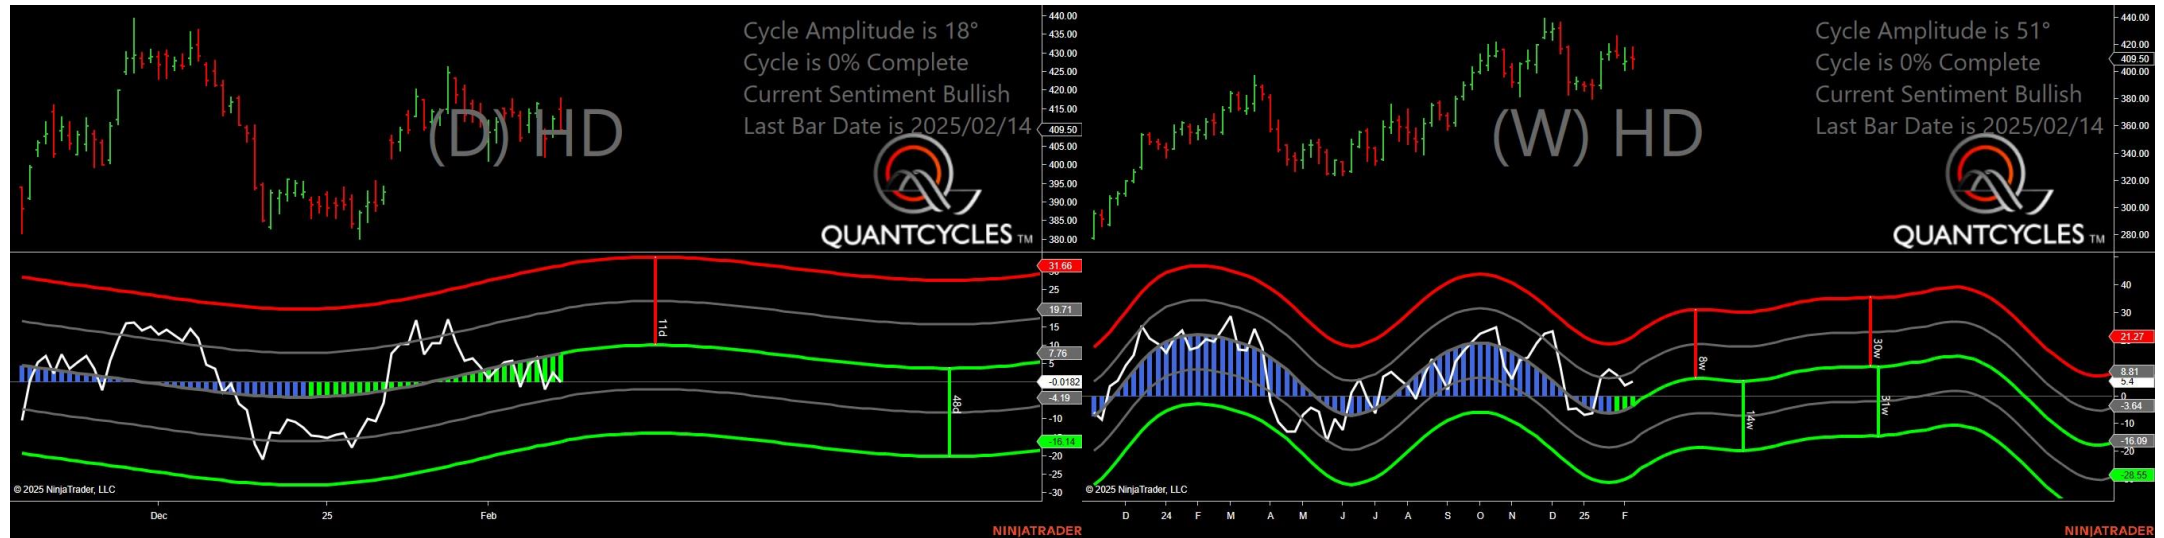 Cycle Amplitude is 18°
Cycle is 0% Complete
Current Sentiment Bullish
Last Bar Date is 2025/02/14
(D) HD
QUANTCYCLES TM
440.00
435.00
430.00
425.00
420.00
415.00
409.50
405.00
400.00
395.00
390.00
385.00
380.00
31.66
25
19.71
15
10
7.76
5
-0.0182
-4.19
-10
-16.14
-20
-25
-30
11d
48d
© 2025 NinjaTrader, LLC
Dec
25
Feb
NINJATRADER
Cycle Amplitude is 51°
Cycle is 0% Complete
Current Sentiment Bullish
Last Bar Date is 2025/02/14
(W) HD
QUANTCYCLES TM
440.00
420.00
409.50
400.00
380.00
360.00
340.00
320.00
300.00
280.00
40
30
21.27
8.81
5.4
0
-3.64
-10
-16.09
-20
-28.55
8w
14w
30w
31w
© 2025 NinjaTrader, LLC
D 24 F M A M J J A S O N D 25 F
NINJATRADER